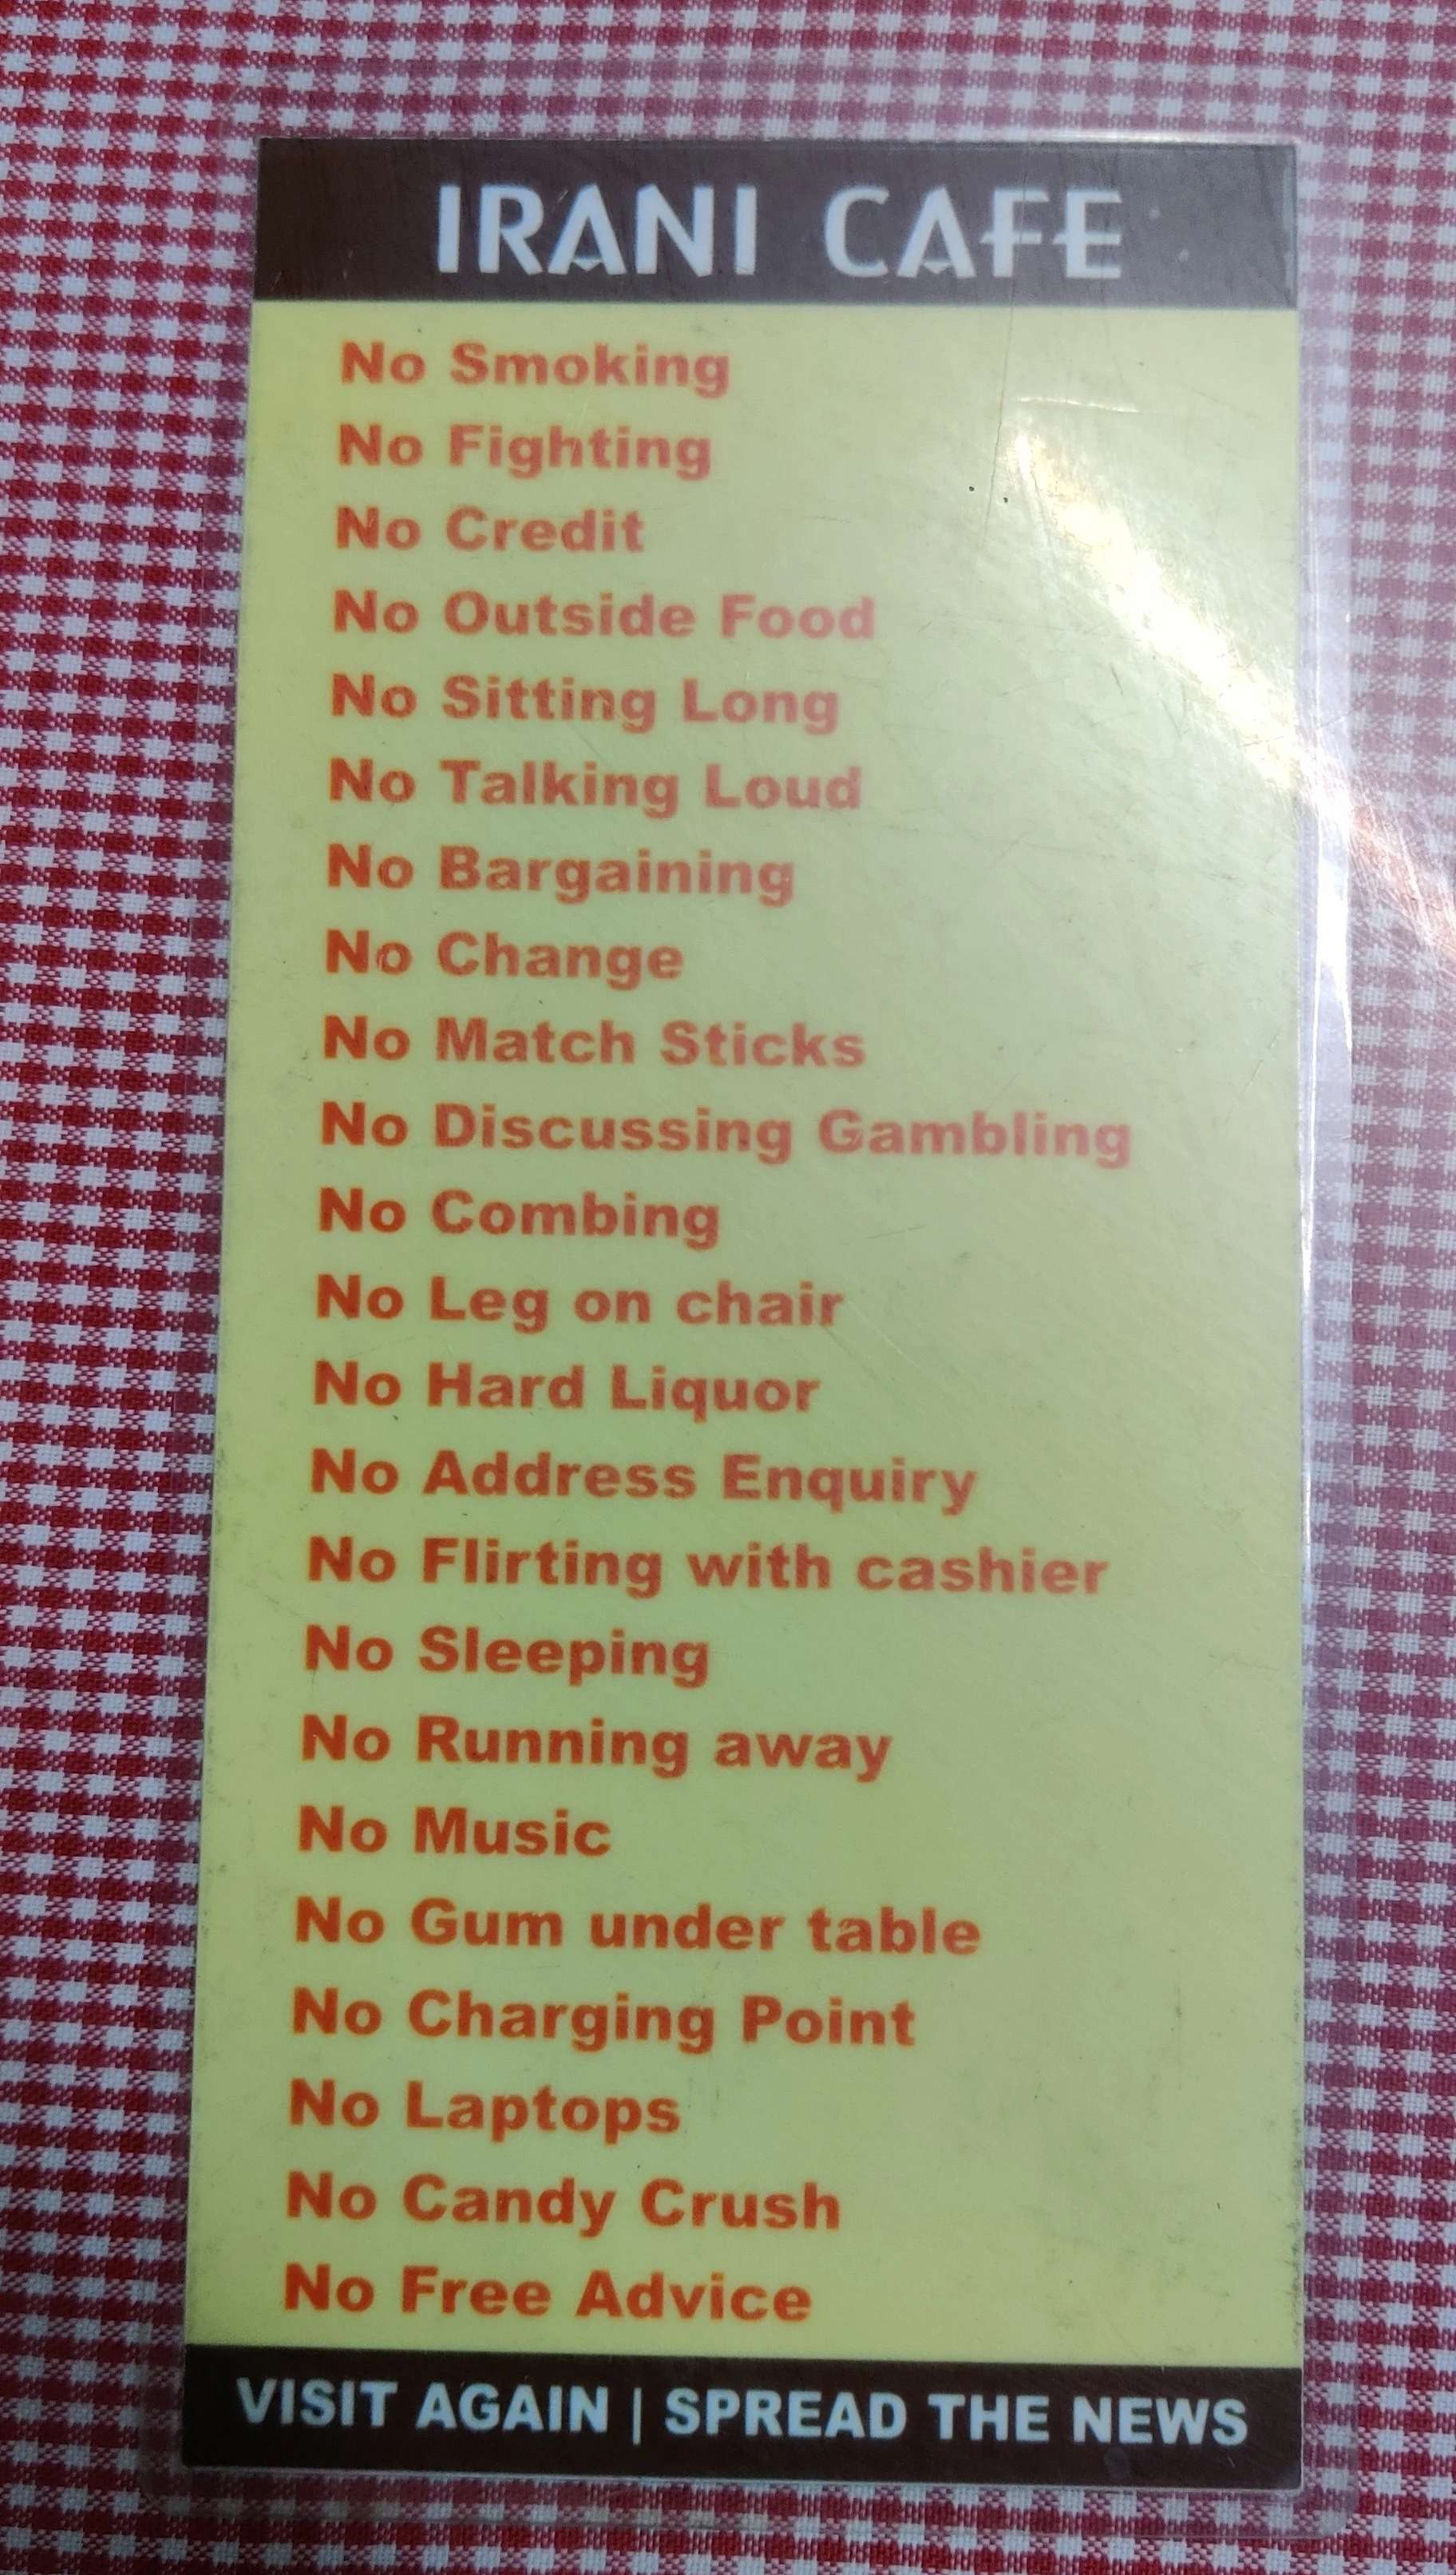 IRANI CAFE
No Smoking
No Fighting
No Credit
No Outside Food
No Sitting Long
No Talking Loud
No Bargaining
No Change
No Match Sticks
No Discussing Gambling
No Combing
No Leg on chair
No Hard Liquor
No Address Enquiry
No Flirting with cashier
No Sleeping
No Running away
No Music
No Gum under table
No Charging Point
No Laptops
No Candy Crush
No Free Advice
VISIT AGAIN | SPREAD THE NEWS